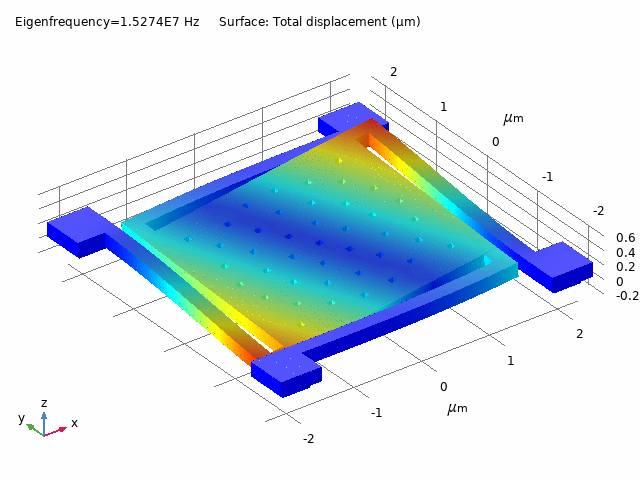 Eigenfrequency=1.5274E7 Hz Surface: Total displacement (μm)
2
1
μm
0
-1
-2
0.6
0.4
0.2
0
-0.2
2
1
0
μm
-1
-2
z
y
x